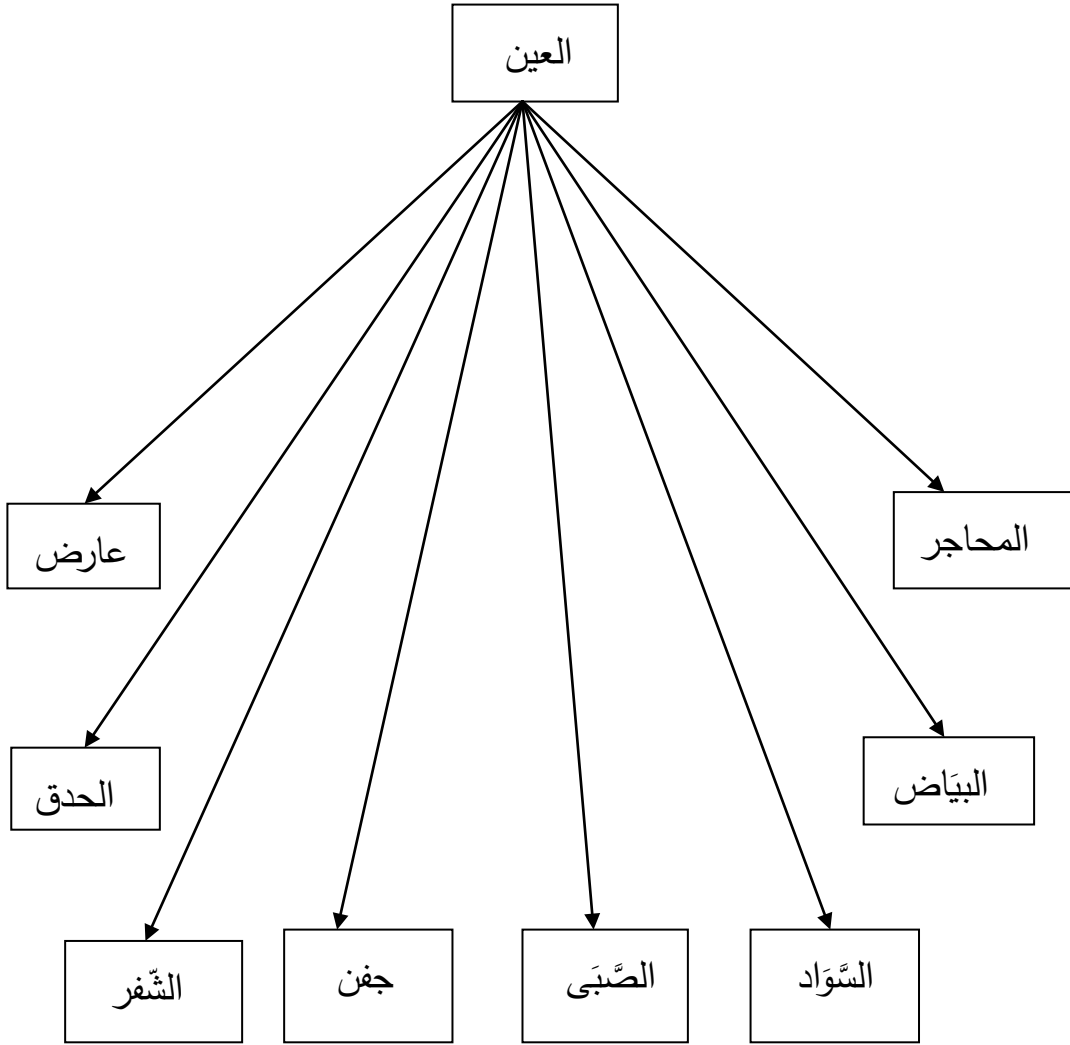 العين
المحاجر
عارض
البيَاض
الحدق
السَّوَاد
الصَّبَى
جفن
الشّفر